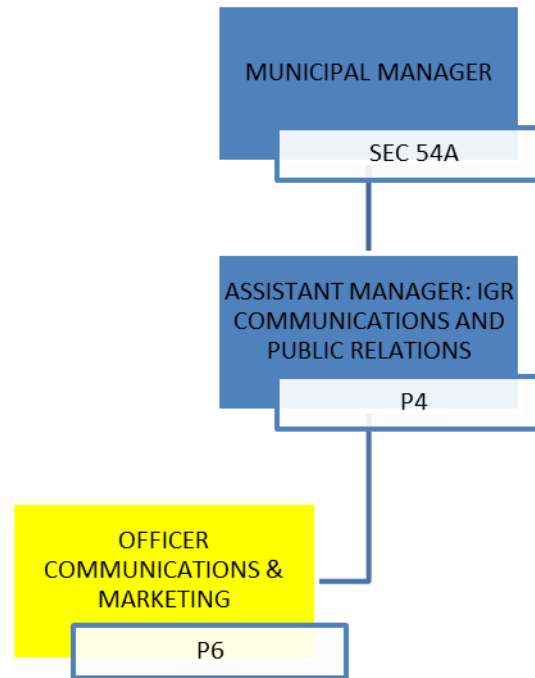 MUNICIPAL MANAGER
SEC 54A
ASSISTANT MANAGER: IGR
COMMUNICATIONS AND
PUBLIC RELATIONS
P4
OFFICER
COMMUNICATIONS &
MARKETING
P6